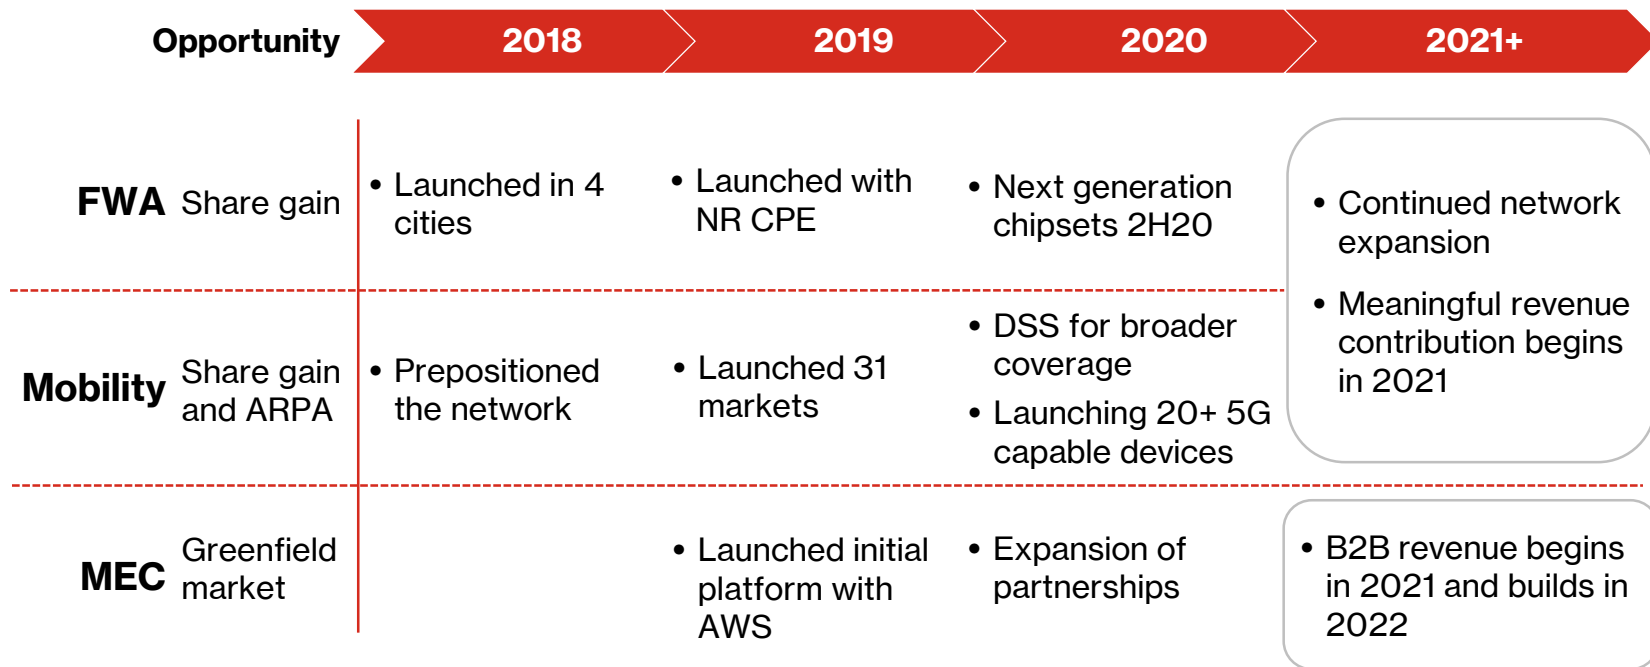 Opportunity 2018 2019 2020 2021+
FWA Share gain
• Launched in 4
cities
• Launched with
NR CPE
• Next generation
chipsets 2H20
• Continued network
expansion
• Meaningful revenue
contribution begins
in 2021
Mobility Share gain
and ARPA
• Prepositioned
the network
• Launched 31
markets
• DSS for broader
coverage
• Launching 20+ 5G
capable devices
MEC Greenfield
market
• Launched initial
platform with
AWS
• Expansion of
partnerships
• B2B revenue begins
in 2021 and builds in
2022